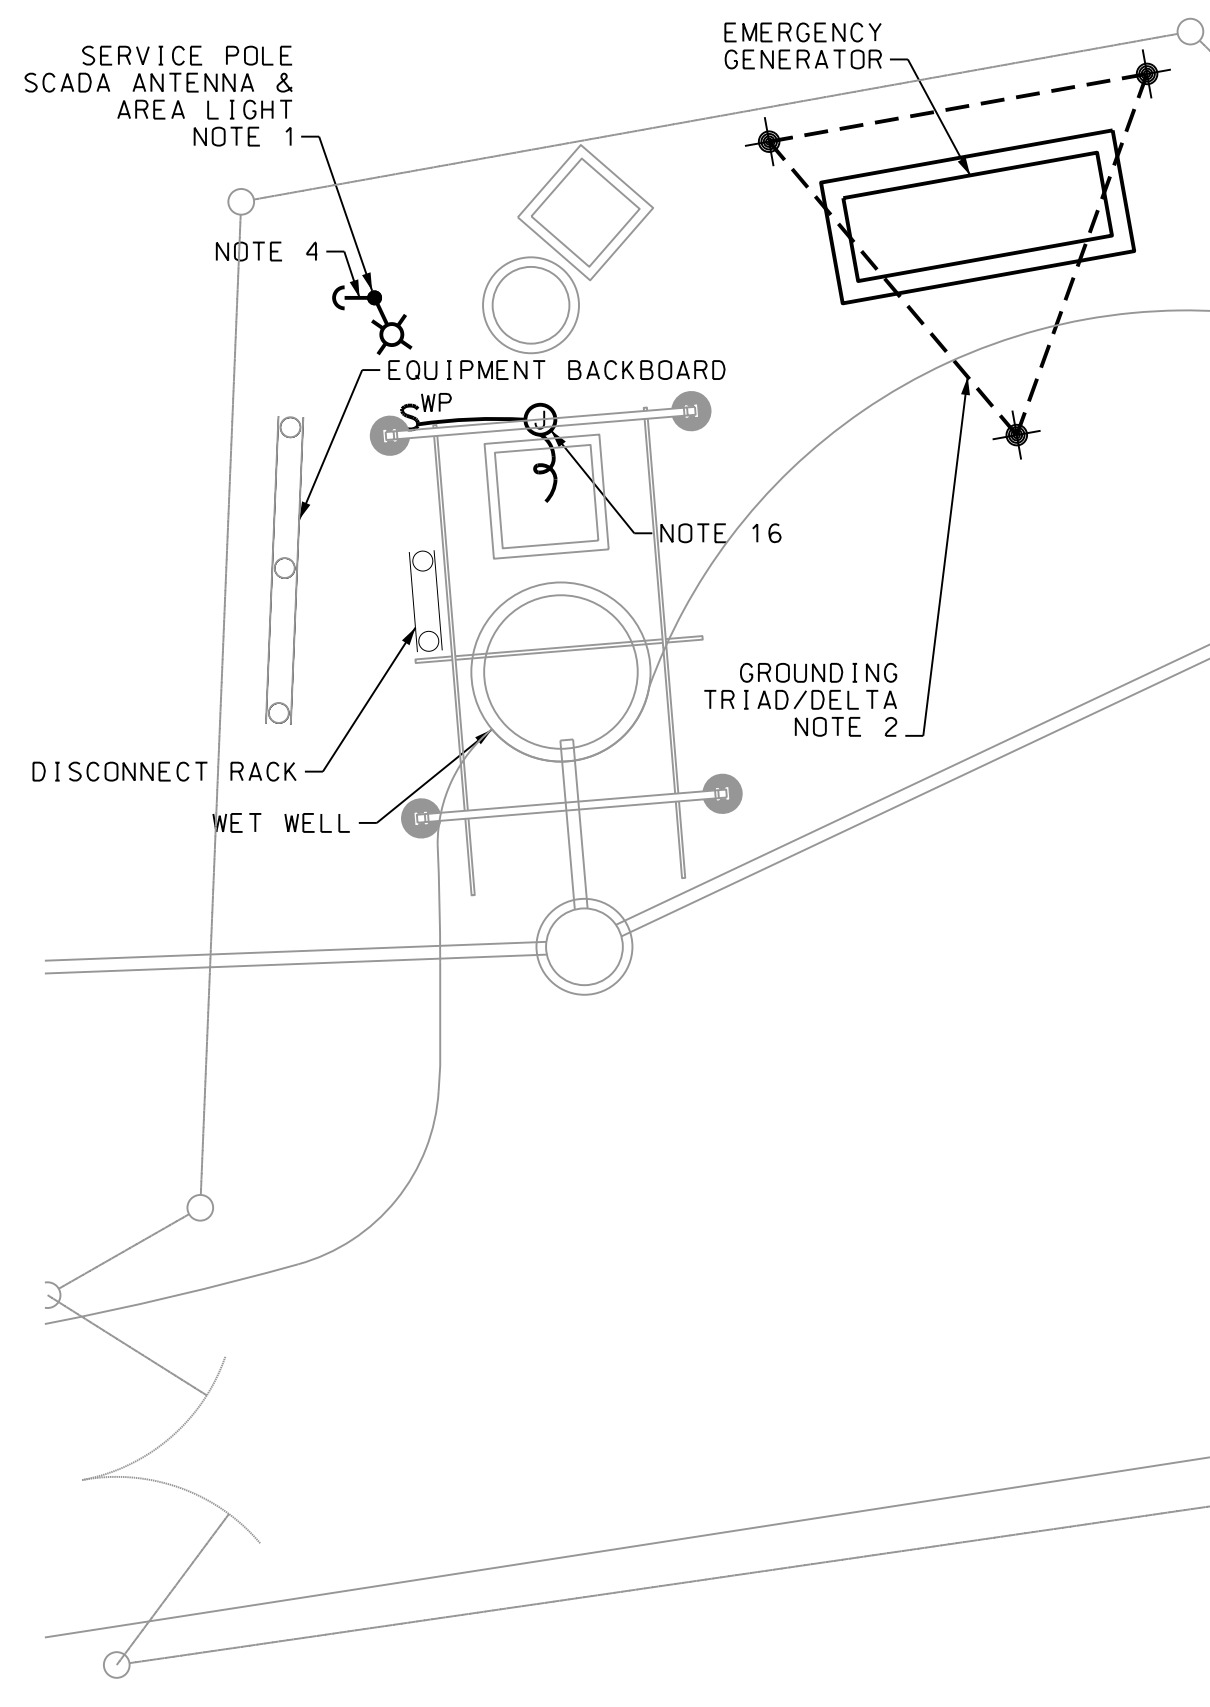 EMERGENCY
GENERATOR
SERVICE POLE
SCADA ANTENNA &
AREA LIGHT
NOTE 1
NOTE 4
EQUIPMENT BACKBOARD
WP
S
J
NOTE 16
GROUNDING
TRIAD/DELTA
NOTE 2
DISCONNECT RACK
WET WELL